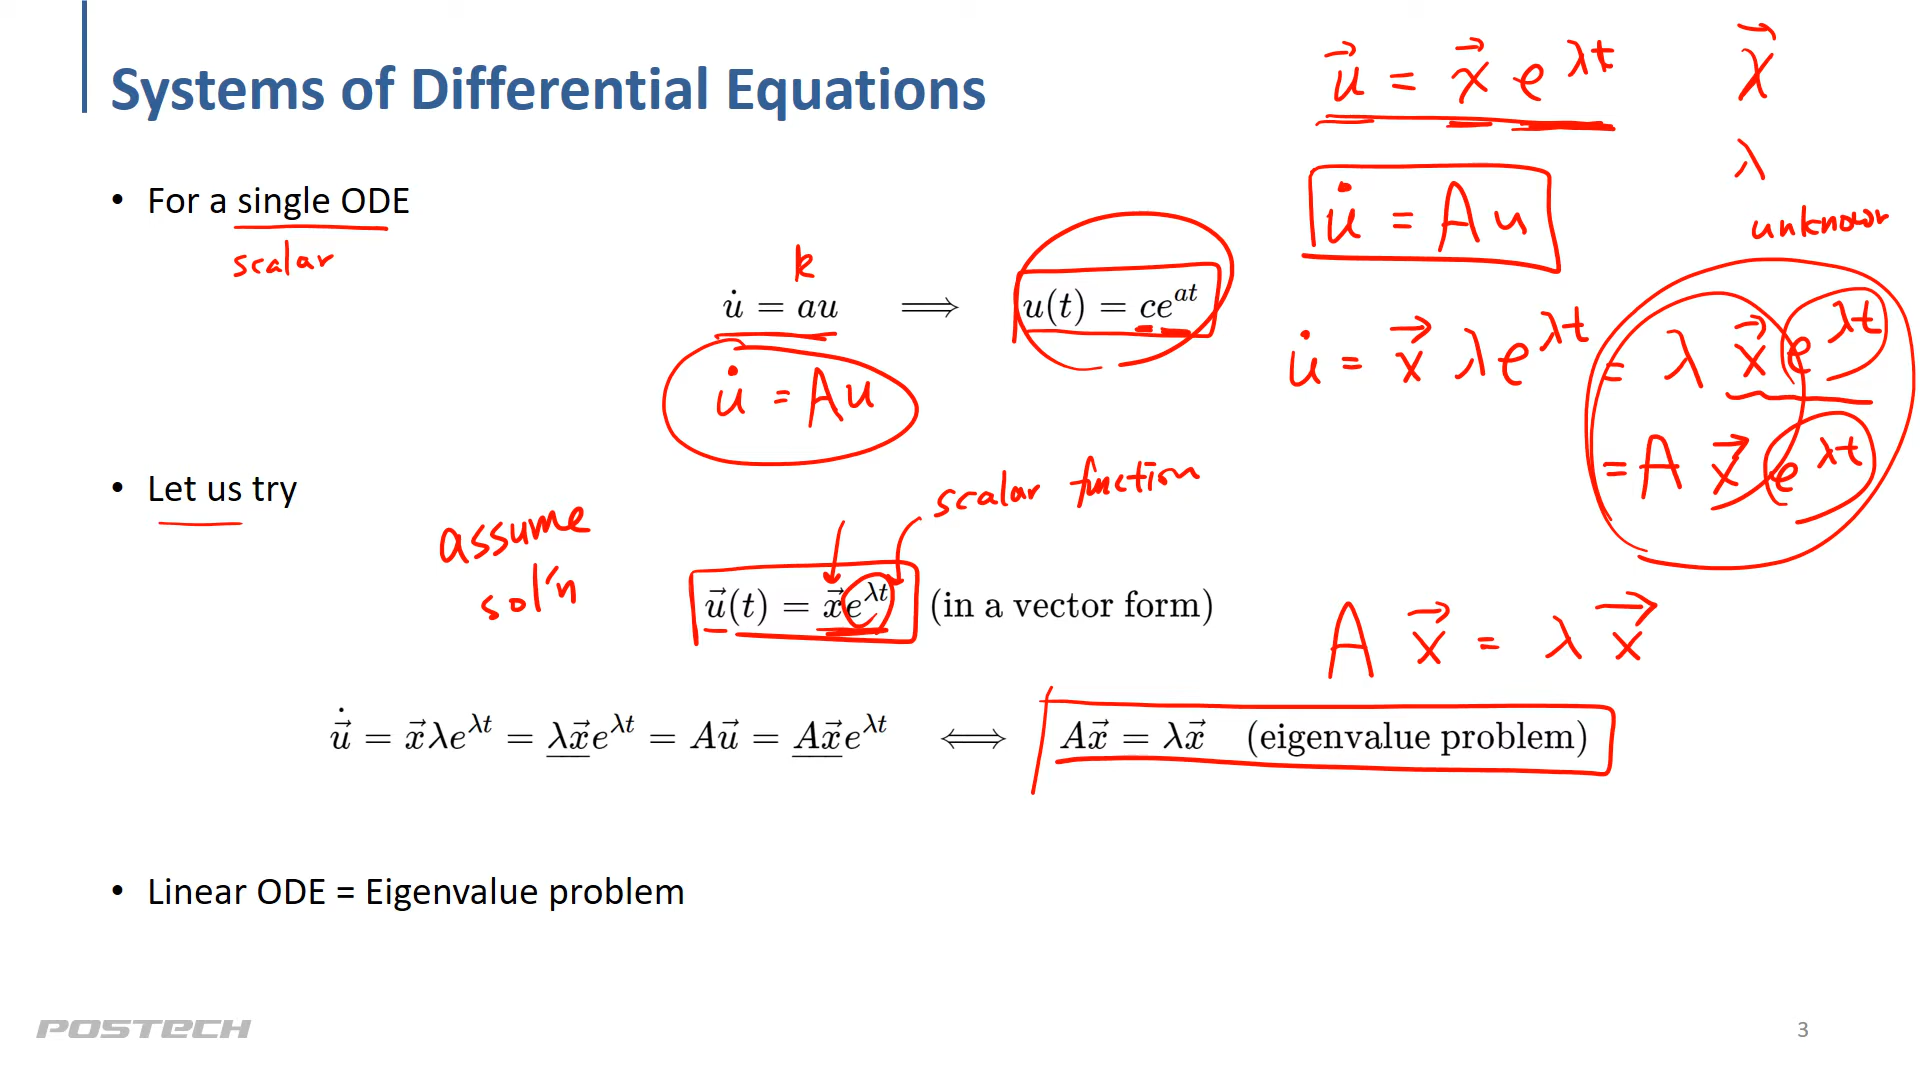 Systems of Differential Equations
u⃗ = x⃗ e^{λt}
x⃗
λ
unknown
• For a single ODE
scalar
u̇ = Au
k
u̇ = au ⟹ u(t) = ce^{at}
u̇ = Au
u̇ = x⃗ λe^{λt} = λ x⃗ e^{λt}
= A x⃗ e^{λt}
• Let us try
assume
sol'n
scalar function
u⃗(t) = x⃗e^{λt} (in a vector form)
A x⃗ = λ x⃗
u⃗̇ = x⃗λe^{λt} = λx⃗e^{λt} = Au⃗ = Ax⃗e^{λt} ⟺ Ax⃗ = λx⃗ (eigenvalue problem)
• Linear ODE = Eigenvalue problem
POSTECH
3